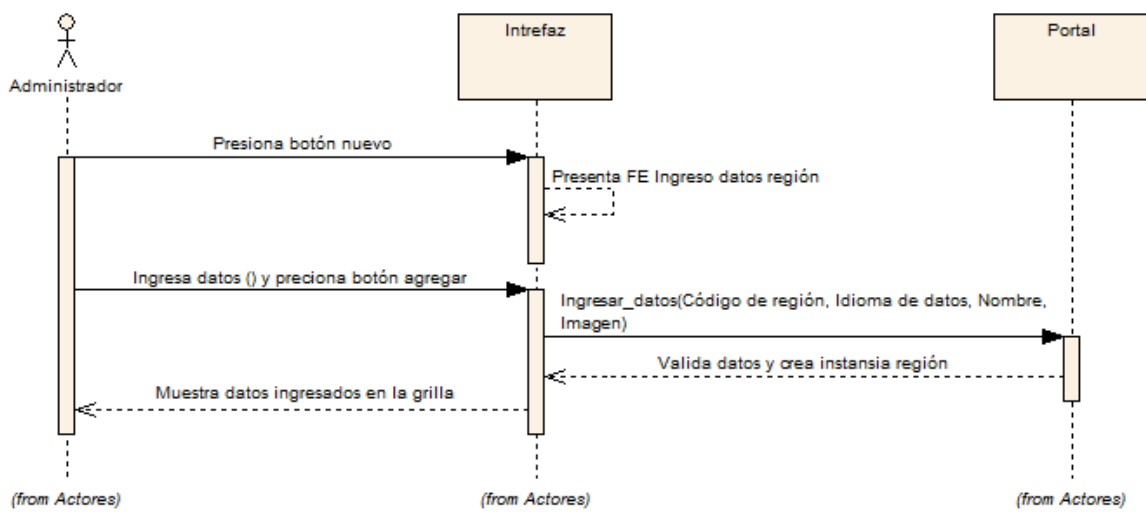 Intrefaz
Portal
Administrador
Presiona botón nuevo
Presenta FE Ingreso datos región
Ingresa datos () y preciona botón agregar
Ingresar_datos(Código de región, Idioma de datos, Nombre,
Imagen)
Valida datos y crea instansia región
Muestra datos ingresados en la grilla
(from Actores)
(from Actores)
(from Actores)